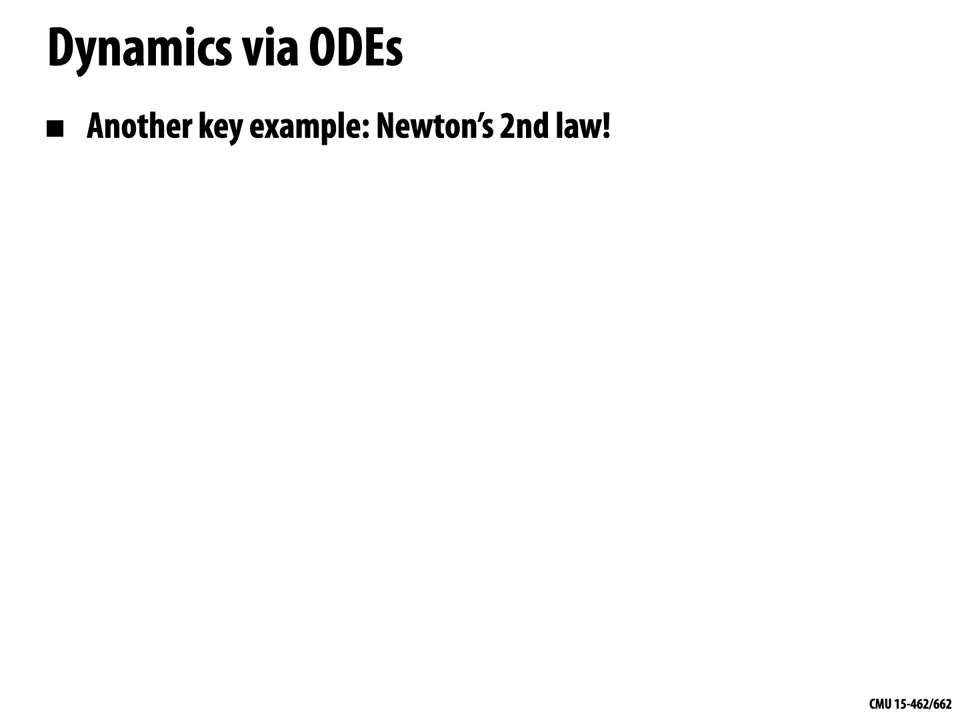 Dynamics via ODEs
■ Another key example: Newton’s 2nd law!
CMU 15-462/662